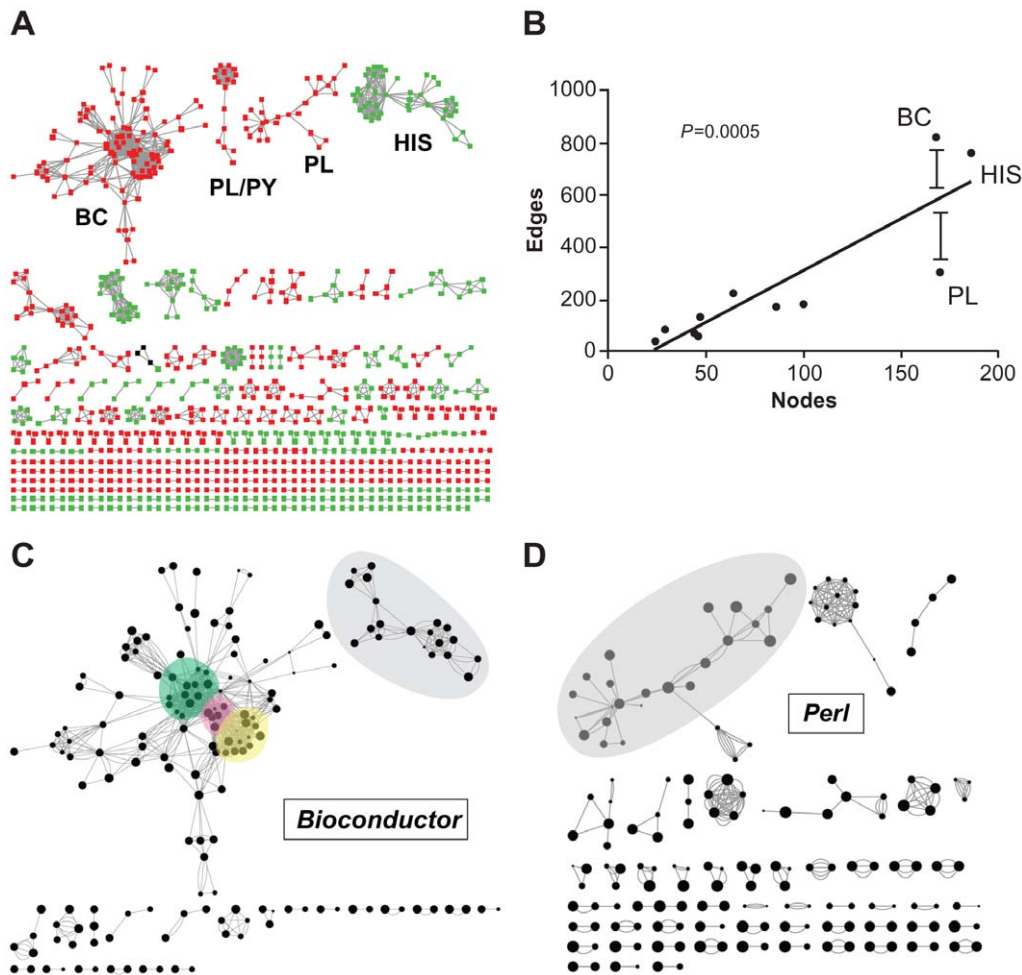 A
BC
PL/PY
PL
HIS
B
1000
800
600
400
200
0
Edges
P=0.0005
BC
HIS
PL
0
50
100
150
200
Nodes
C
Bioconductor
D
Perl